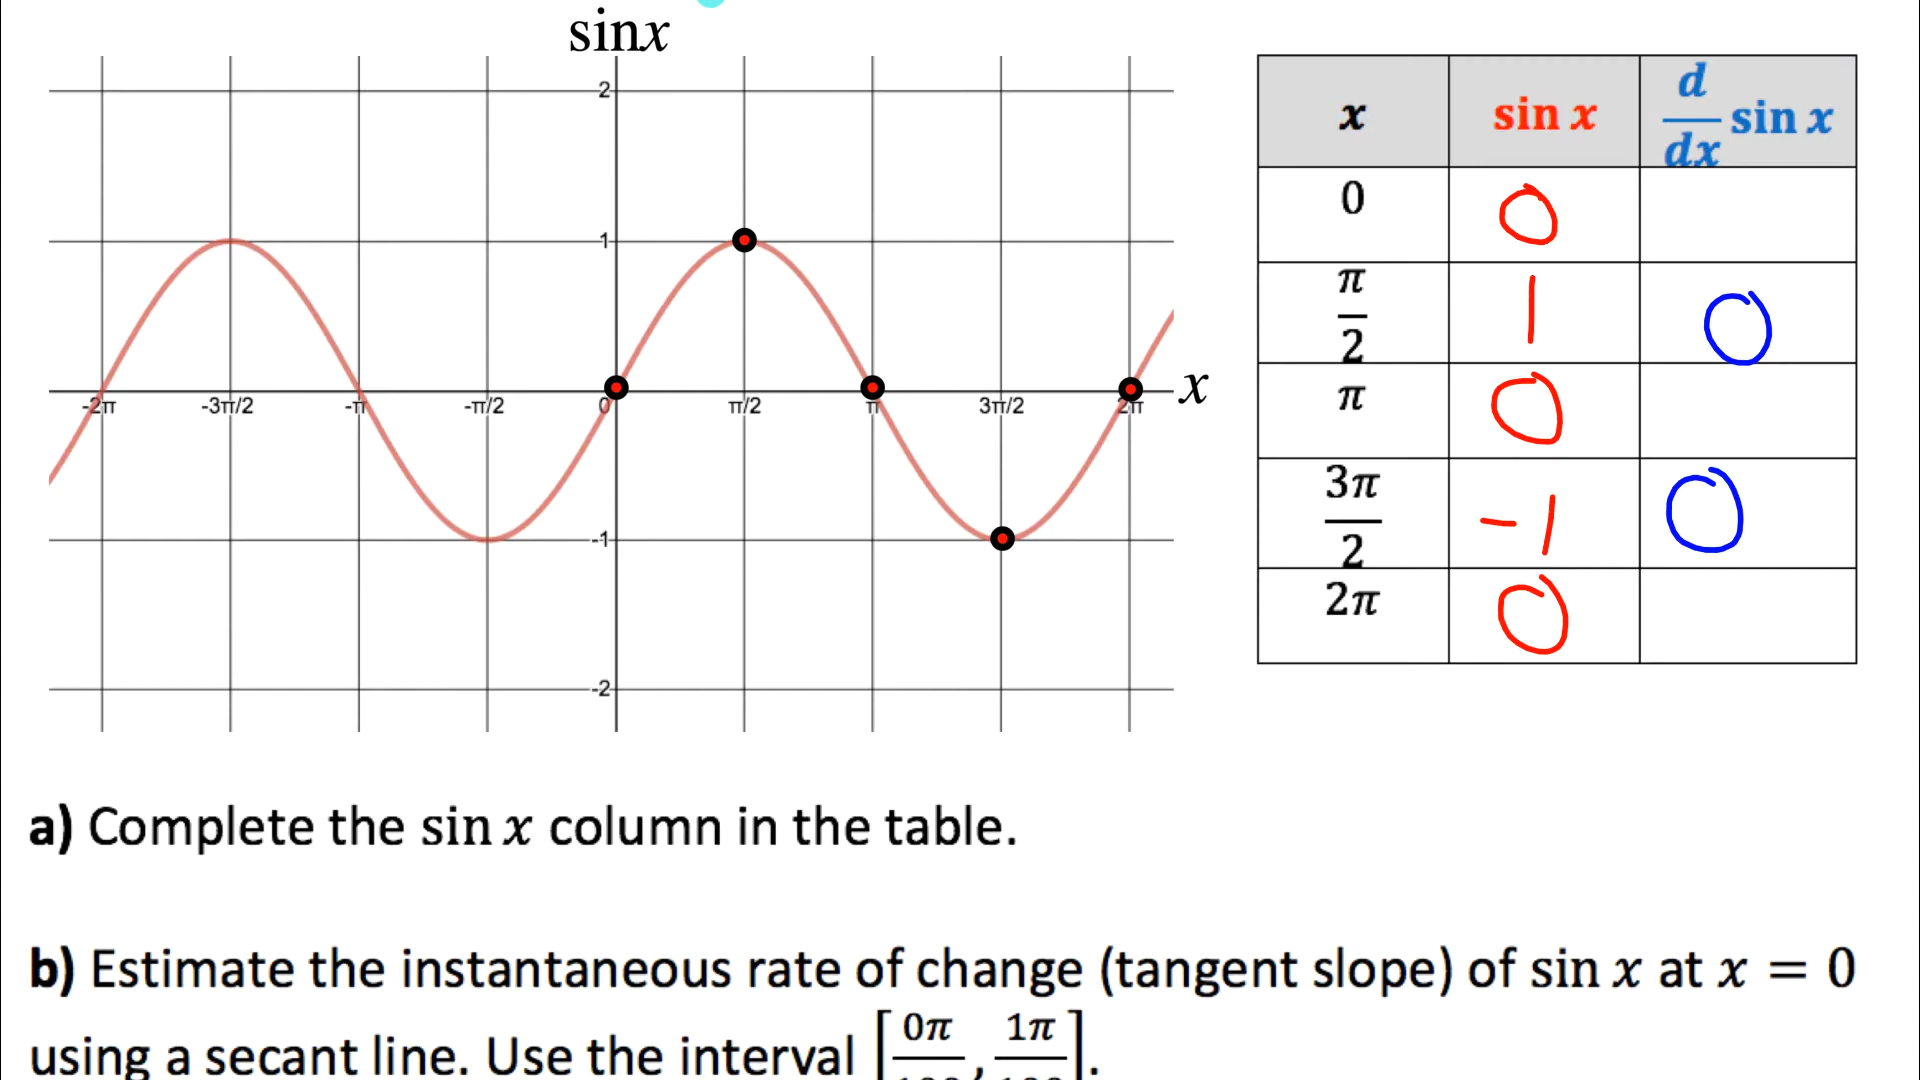 sinx
2
1
-2π -3π/2 -π -π/2 0 π/2 π 3π/2 2π x
-1
-2
x sin x d/dx sin x
0 0
π/2 1 0
π 0
3π/2 -1 0
2π 0
a) Complete the sin x column in the table.
b) Estimate the instantaneous rate of change (tangent slope) of sin x at x = 0
using a secant line. Use the interval [0π/, 1π/].